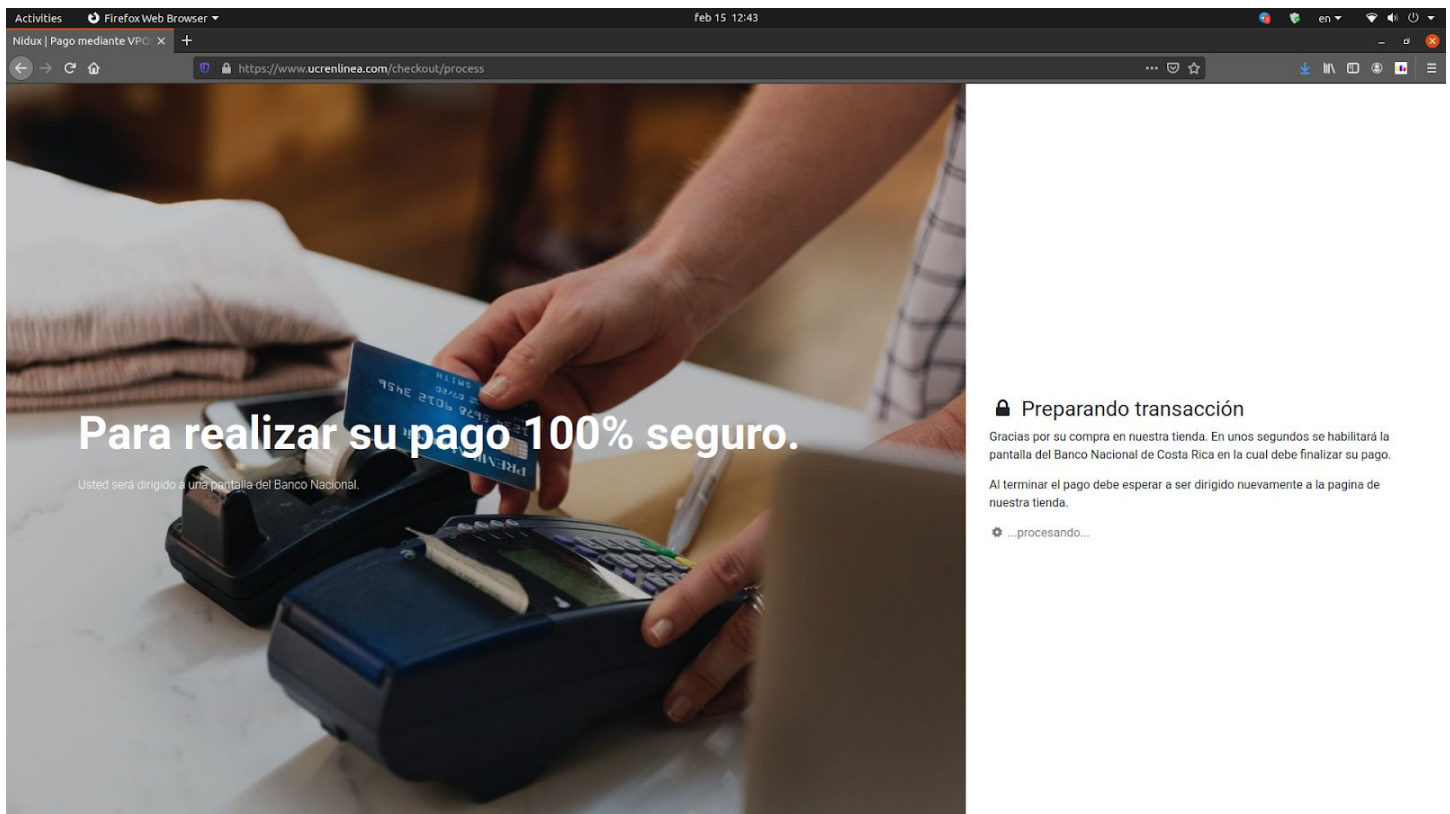 Activities Firefox Web Browser feb 15 12:43 en
Nidux | Pago mediante VPO
https://www.ucrenlinea.com/checkout/process
SMITH
5678 9012 3456
Para realizar su pago 100% seguro.
Usted será dirigido a una pantalla del Banco Nacional.
Preparando transacción
Gracias por su compra en nuestra tienda. En unos segundos se habilitará la
pantalla del Banco Nacional de Costa Rica en la cual debe finalizar su pago.
Al terminar el pago debe esperar a ser dirigido nuevamente a la pagina de
nuestra tienda.
...procesando...